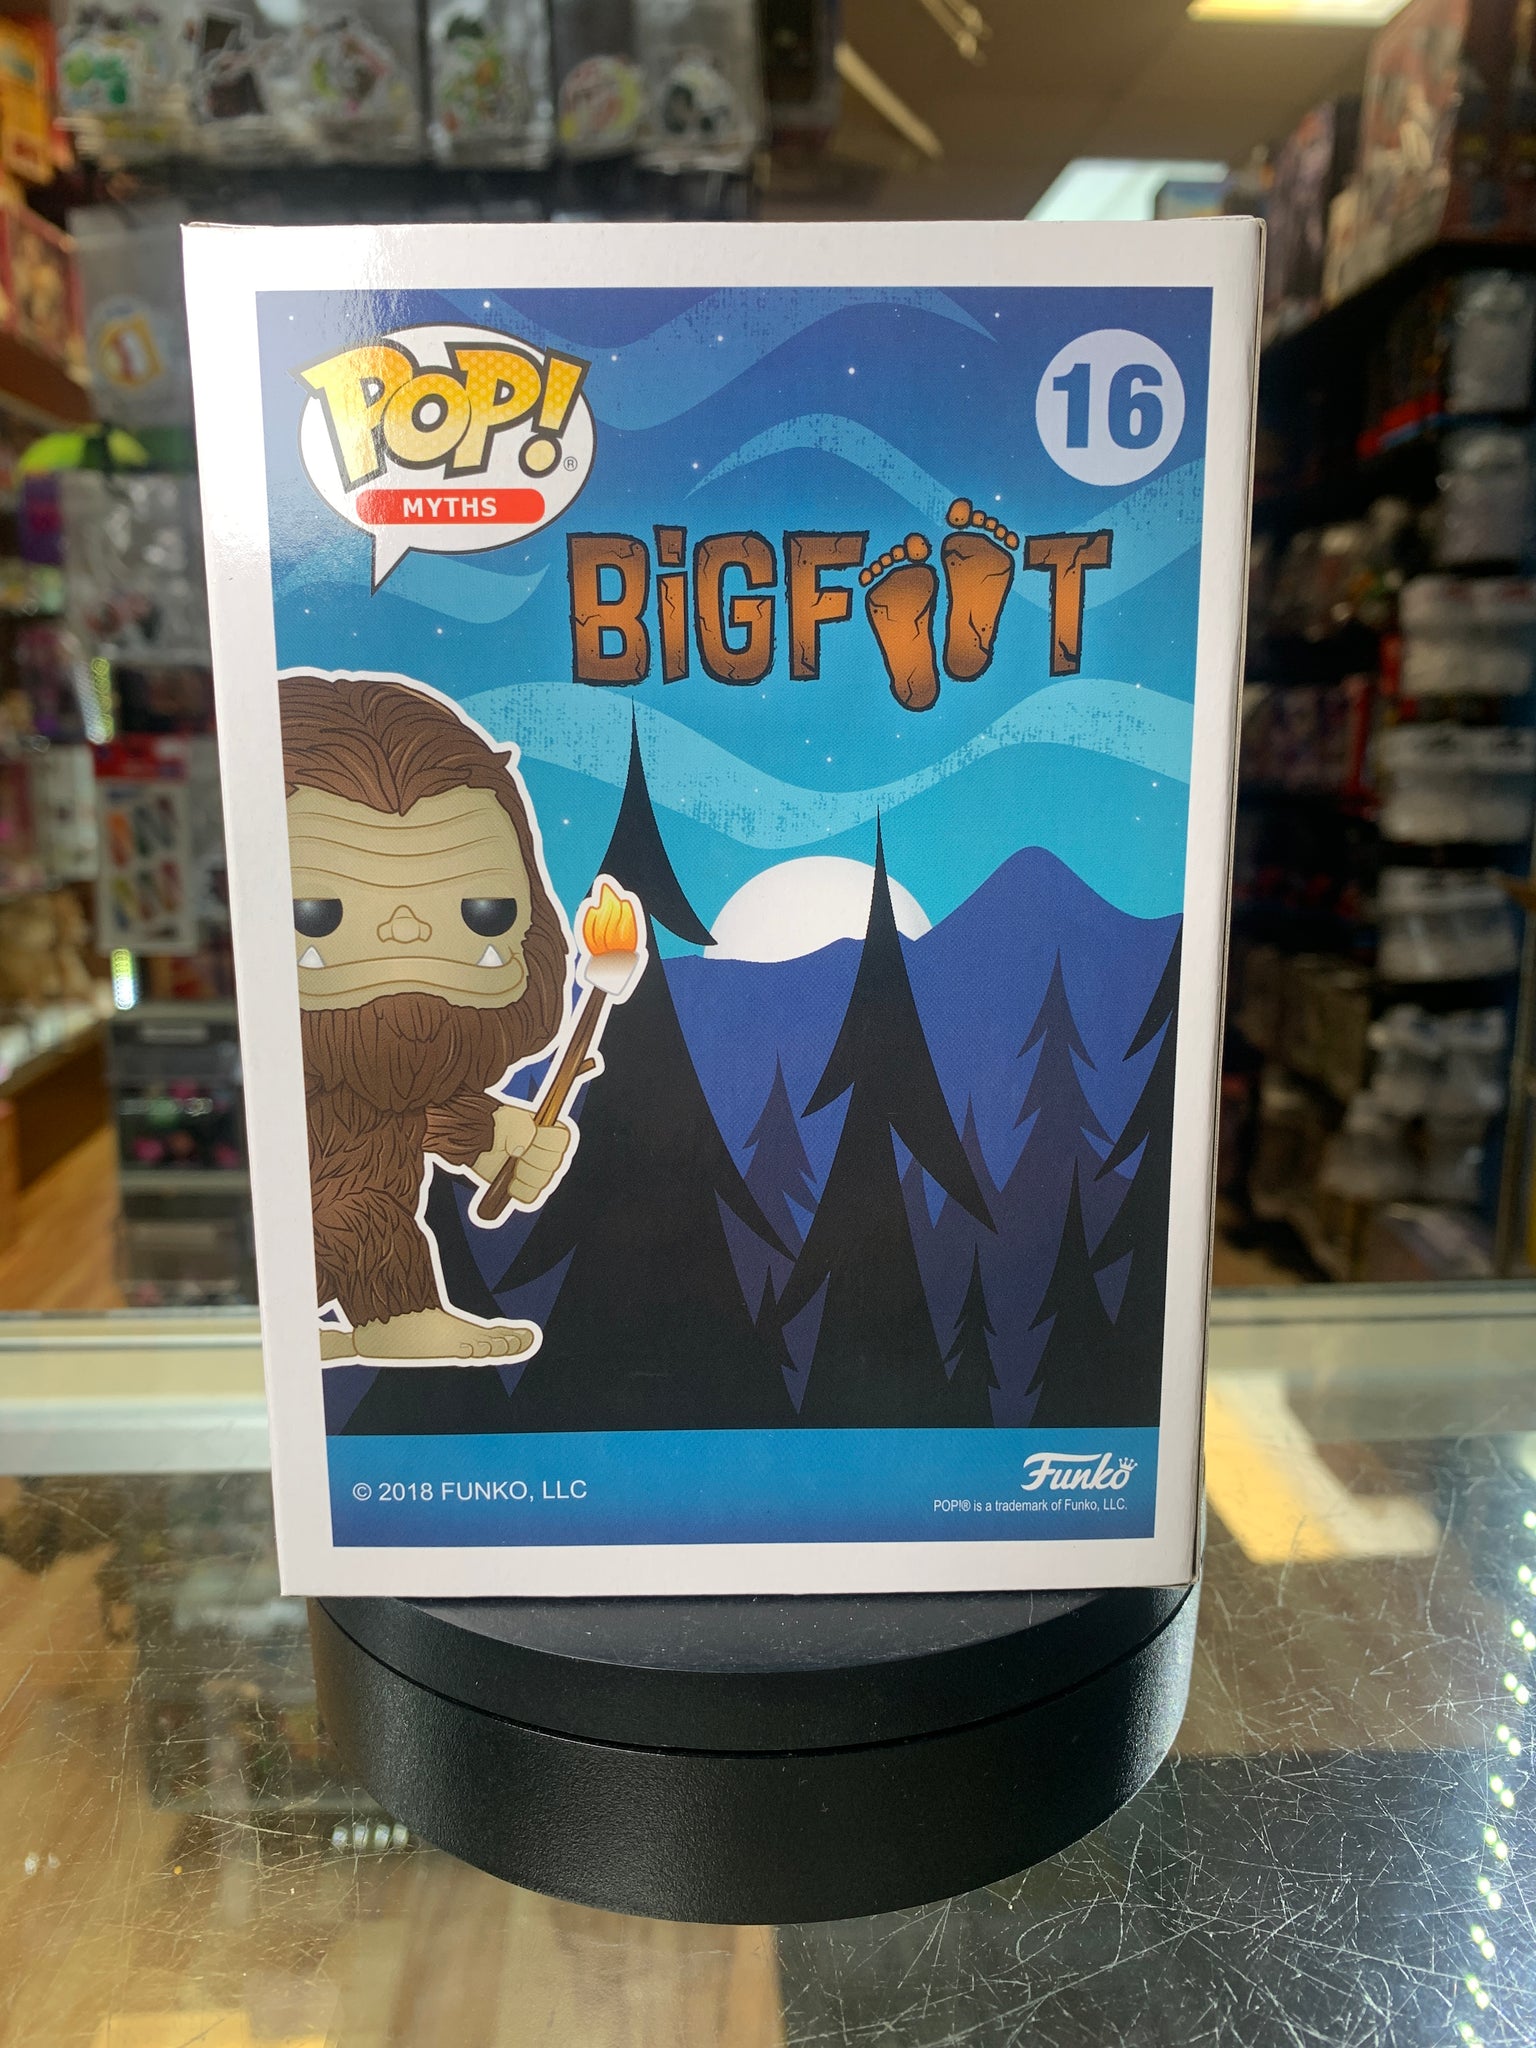 POP!®
MYTHS
16
BiGFOOT
© 2018 FUNKO, LLC
Funko
POP!® is a trademark of Funko, LLC.